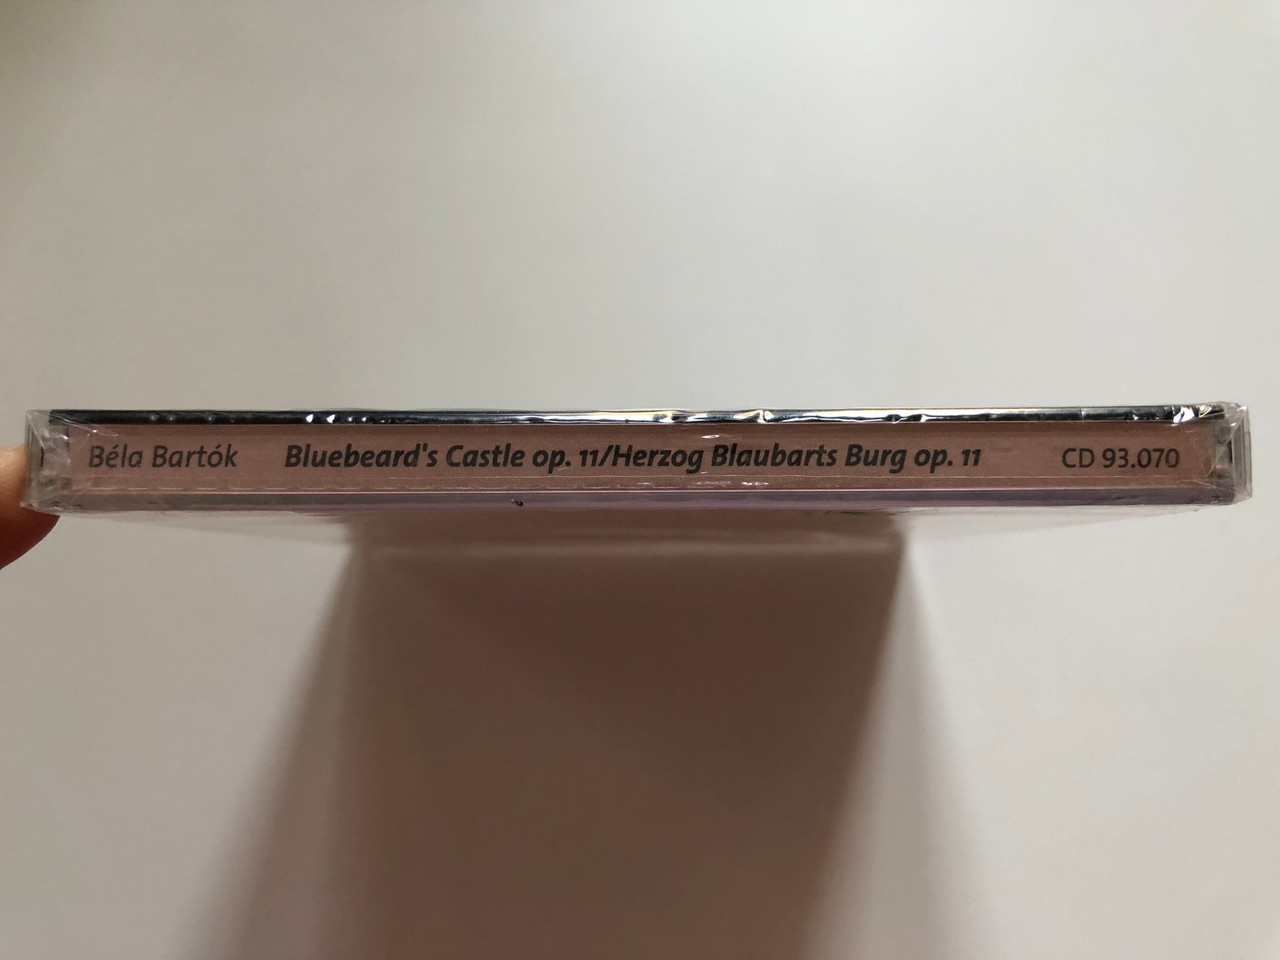 Béla Bartók Bluebeard's Castle op. 11/Herzog Blaubarts Burg op. 11 CD 93.070